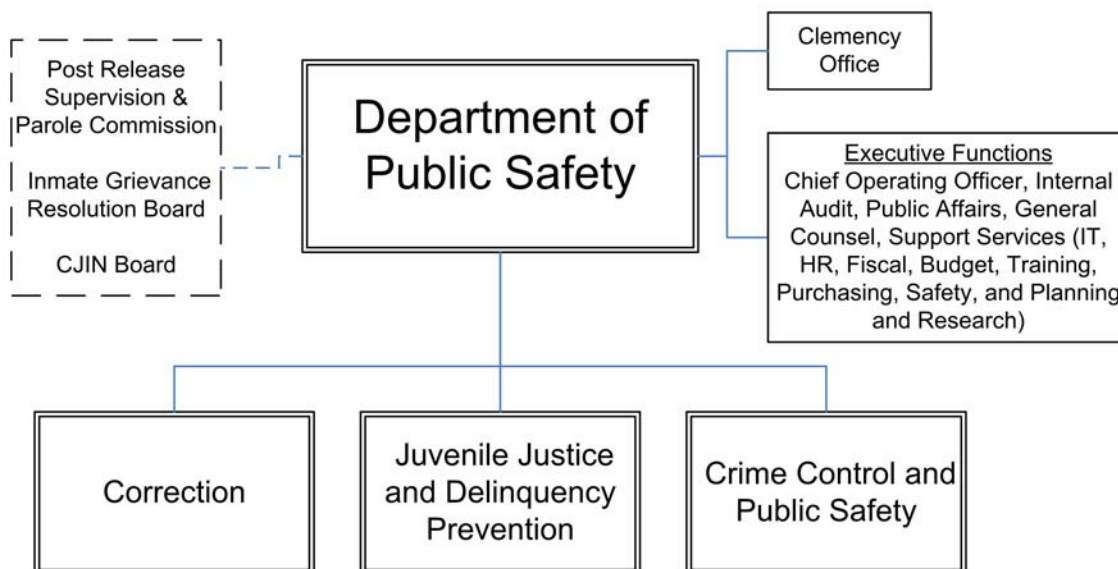 Post Release
Supervision &
Parole Commission
Inmate Grievance
Resolution Board
CJIN Board
Department of
Public Safety
Clemency
Office
Executive Functions
Chief Operating Officer, Internal
Audit, Public Affairs, General
Counsel, Support Services (IT,
HR, Fiscal, Budget, Training,
Purchasing, Safety, and Planning
and Research)
Correction
Juvenile Justice
and Delinquency
Prevention
Crime Control and
Public Safety